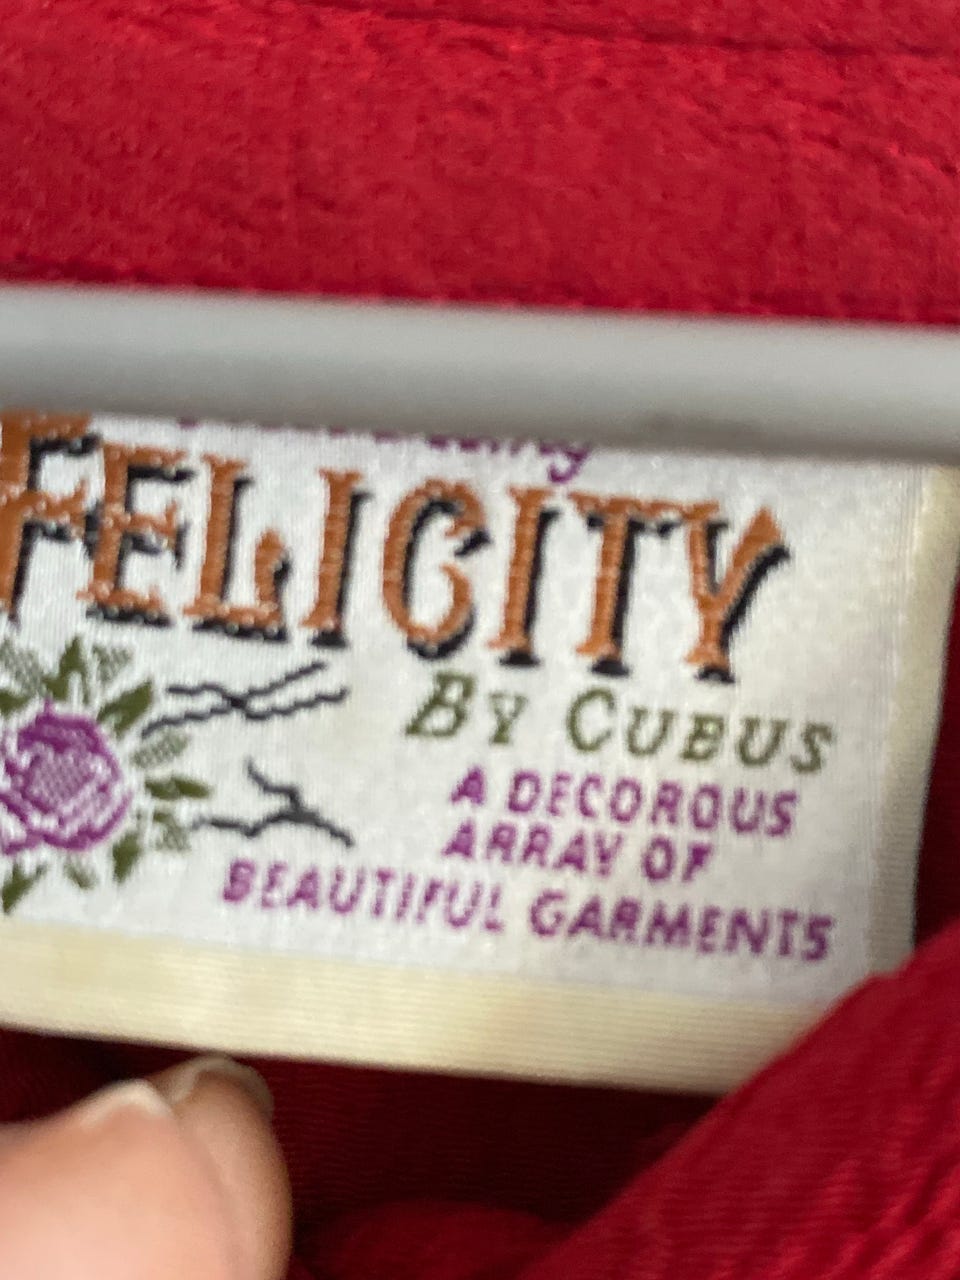 FELICITY
BY CUBUS
A DECOROUS
ARRAY OF
BEAUTIFUL GARMENTS